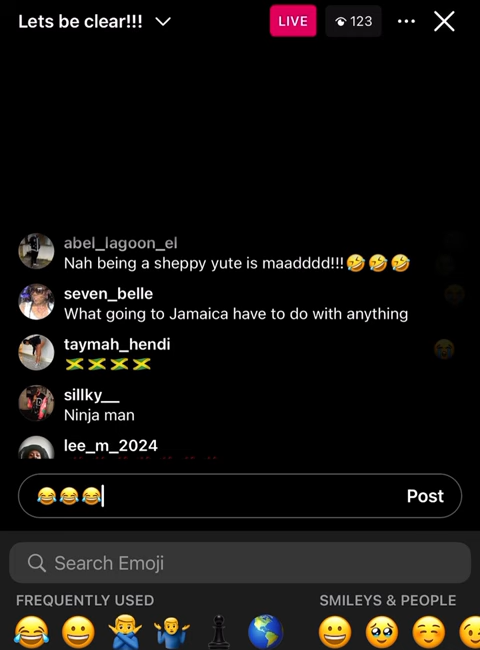 Lets be clear!!!
LIVE
123
abel_lagoon_el
Nah being a sheppy yute is maadddd!!!🤣🤣🤣
seven_belle
What going to Jamaica have to do with anything
taymah_hendi
🇯🇲🇯🇲🇯🇲🇯🇲
sillky__
Ninja man
lee_m_2024
😂😂😂
Post
Search Emoji
FREQUENTLY USED
SMILEYS & PEOPLE